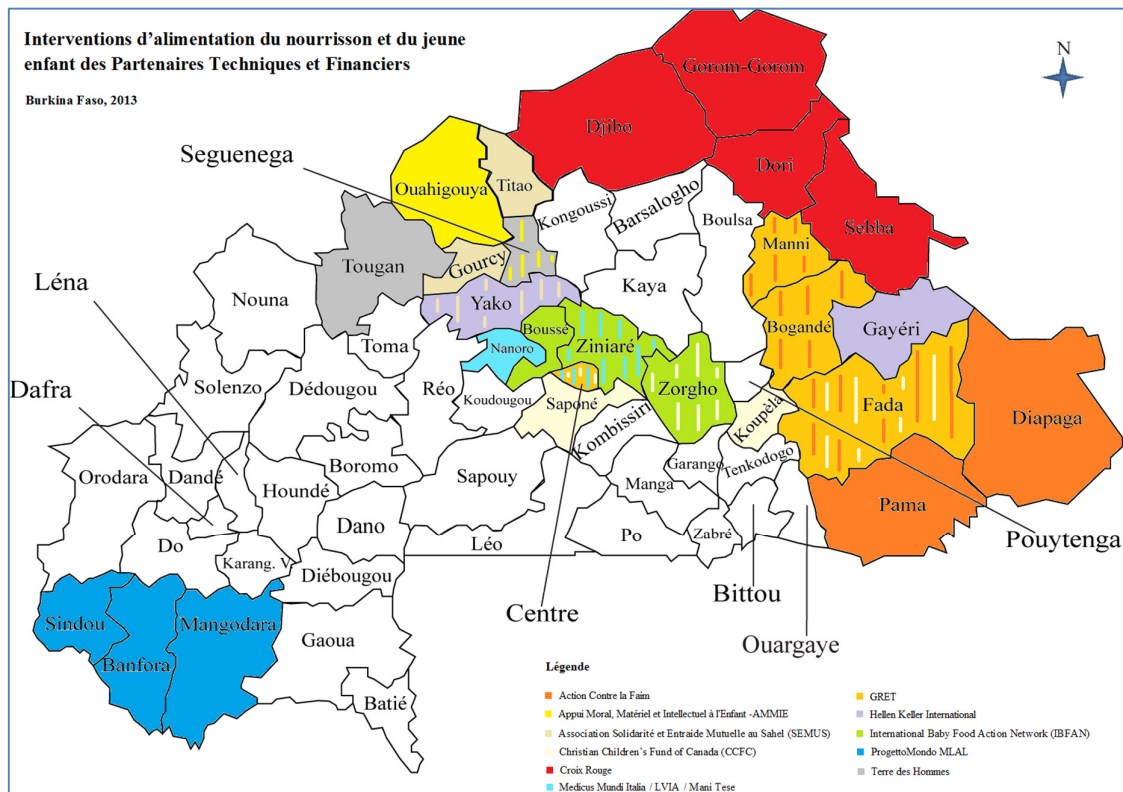 Interventions d'alimentation du nourrisson et du jeune
enfant des Partenaires Techniques et Financiers
Burkina Faso, 2013
N
Gorom-Gorom
Djibo
Seguenega
Dori
Ouahigouya
Titao
Kongoussi
Barsalogho
Boulsa
Sebba
Manni
Tougan
Gourcy
Léna
Nouna
Yako
Kaya
Boussé
Ziniaré
Bogandé
Gayéri
Toma
Nanoro
Dafra
Solenzo
Dédougou
Réo
Koudougou
Saponé
Zorgho
Kombissiri
Koupèla
Fada
Diapaga
Orodara
Dandé
Houndé
Boromo
Sapouy
Garango
Tenkodogo
Manga
Pama
Dano
Do
Léo
Po
Zabré
Pouytenga
Karang. V
Diébougou
Bittou
Centre
Sindou
Mangodara
Gaoua
Ouargaye
Banfora
Batié
Légende
Action Contre la Faim
Appui Moral, Matériel et Intellectuel à l'Enfant -AMMIE
Association Solidarité et Entraide Mutuelle au Sahel (SEMUS)
Christian Children`s Fund of Canada (CCFC)
Croix Rouge
Medicus Mundi Italia / LVIA / Mani Tese
GRET
Hellen Keller International
International Baby Food Action Network (IBFAN)
ProgettoMondo MLAL
Terre des Hommes